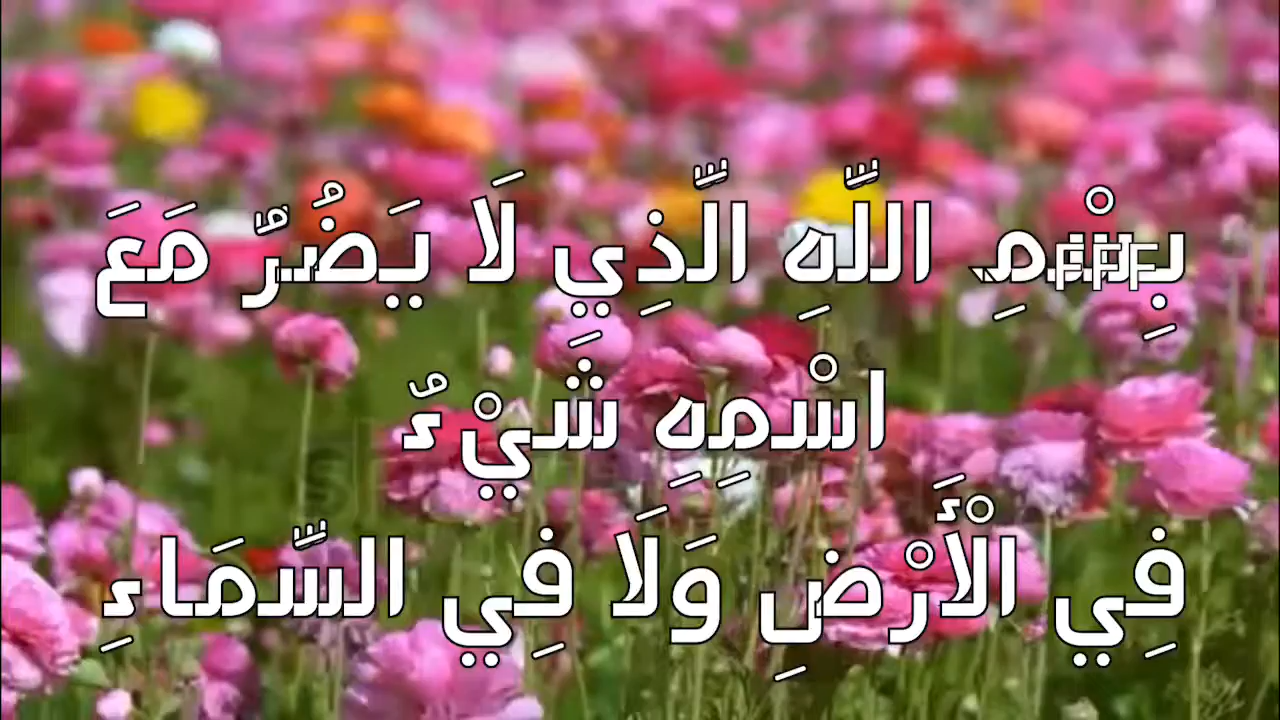 بِسْمِ اللَّهِ الَّذِي لَا يَضُرُّ مَعَ
اسْمِهِ شَيْءٌ
فِي الْأَرْضِ وَلَا فِي السَّمَاءِ